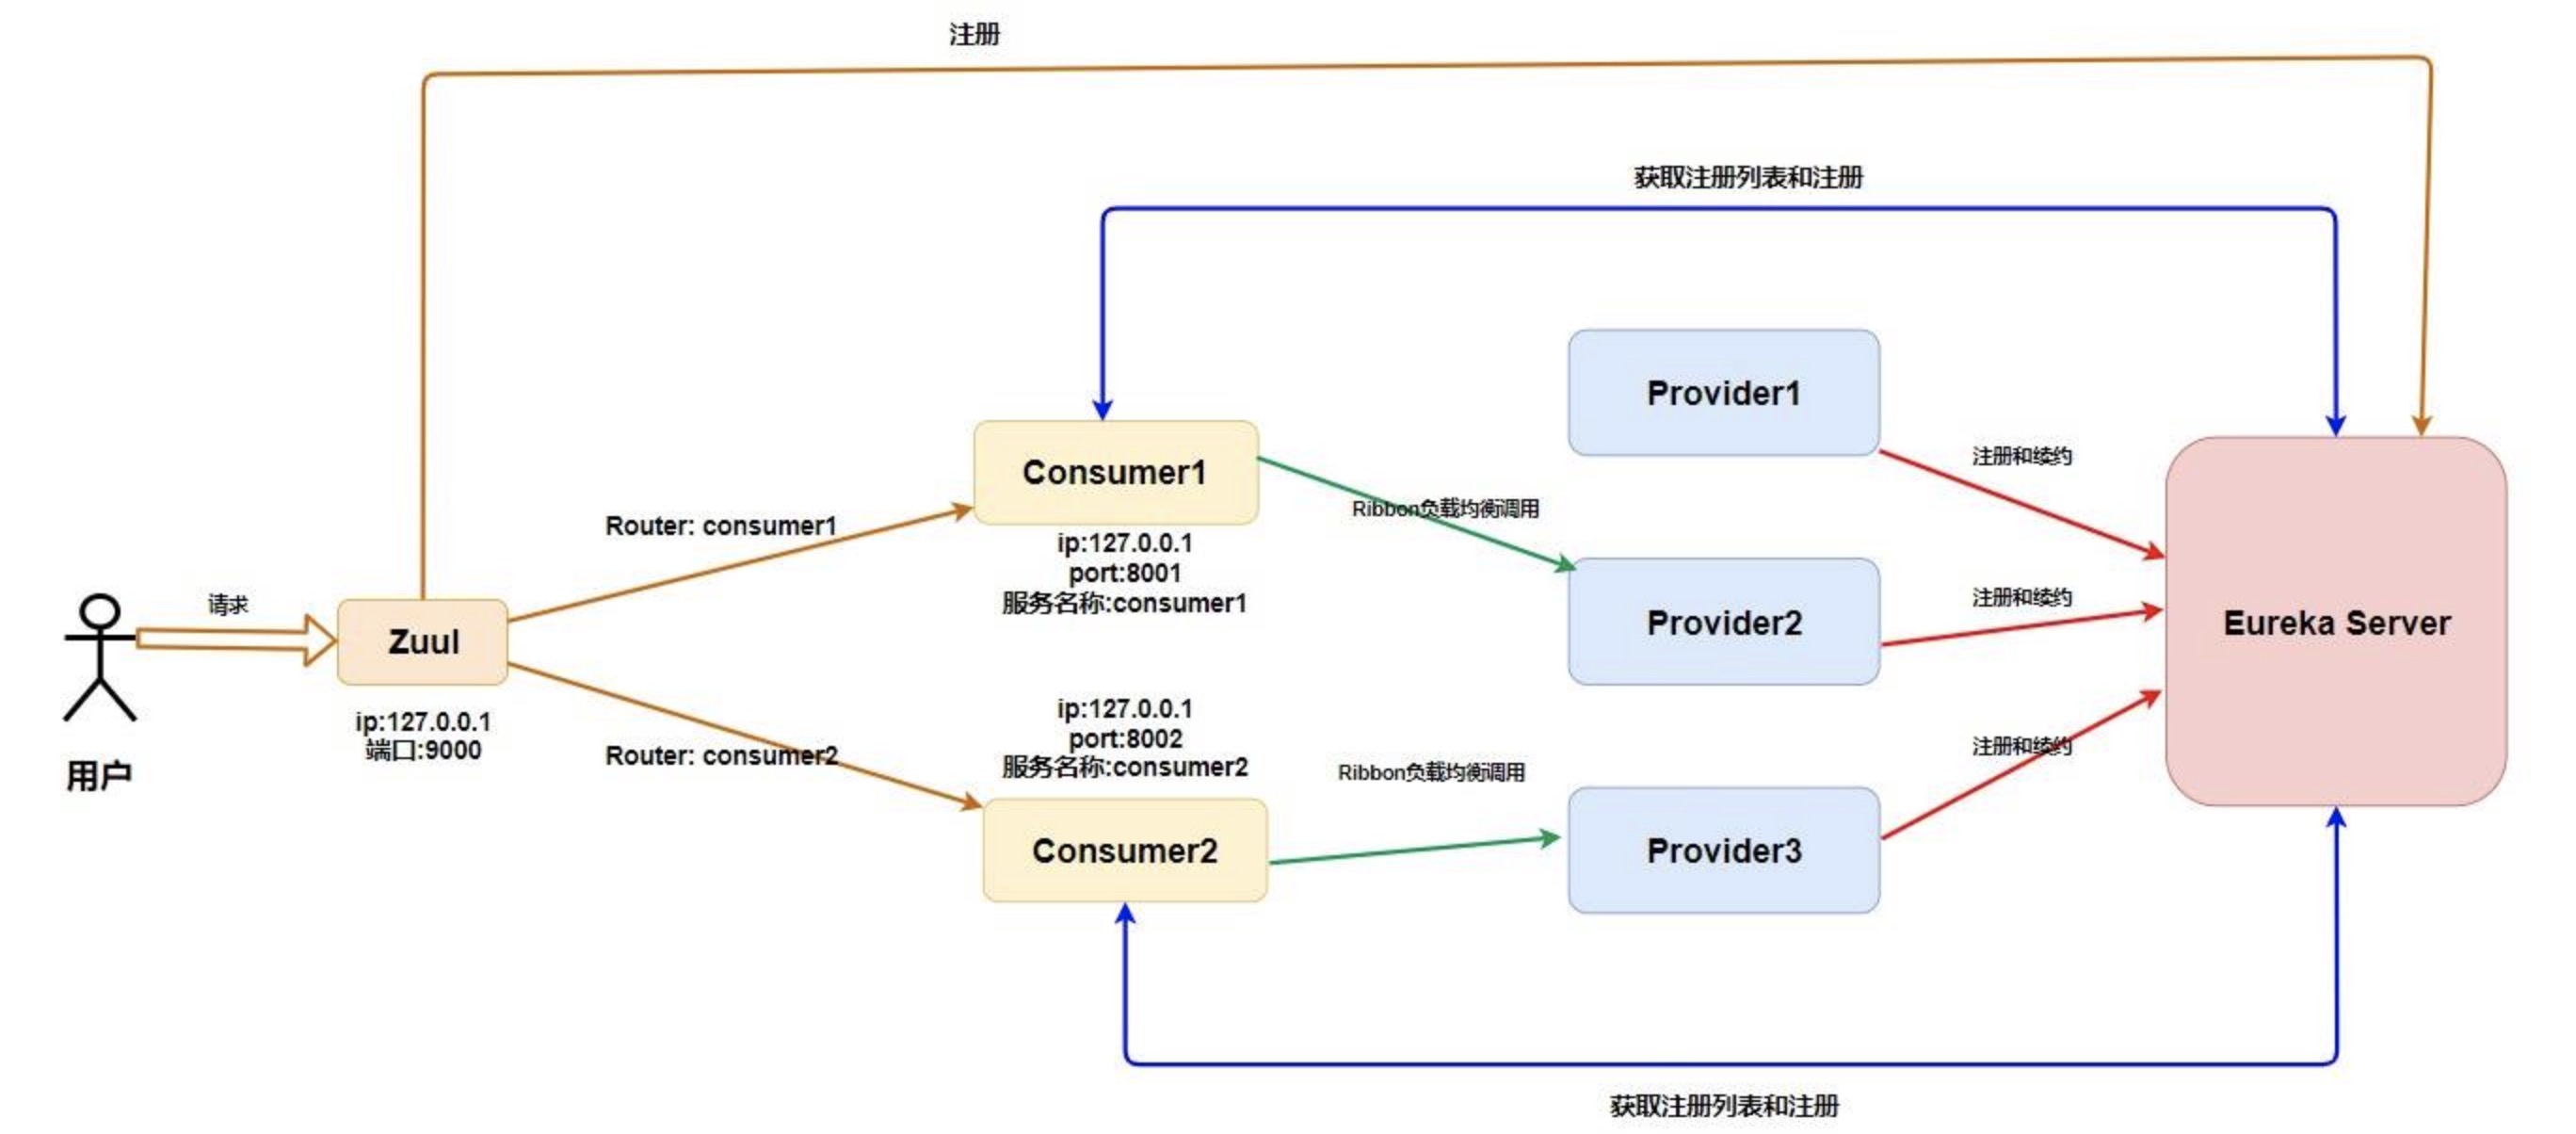 注册
获取注册列表和注册
Provider1
Consumer1
注册和续约
Ribbon负载均衡调用
Router: consumer1
ip:127.0.0.1
port:8001
服务名称:consumer1
请求
注册和续约
Zuul
Provider2
Eureka Server
ip:127.0.0.1
端口:9000
用户
ip:127.0.0.1
port:8002
服务名称:consumer2
Router: consumer2
注册和续约
Ribbon负载均衡调用
Consumer2
Provider3
获取注册列表和注册